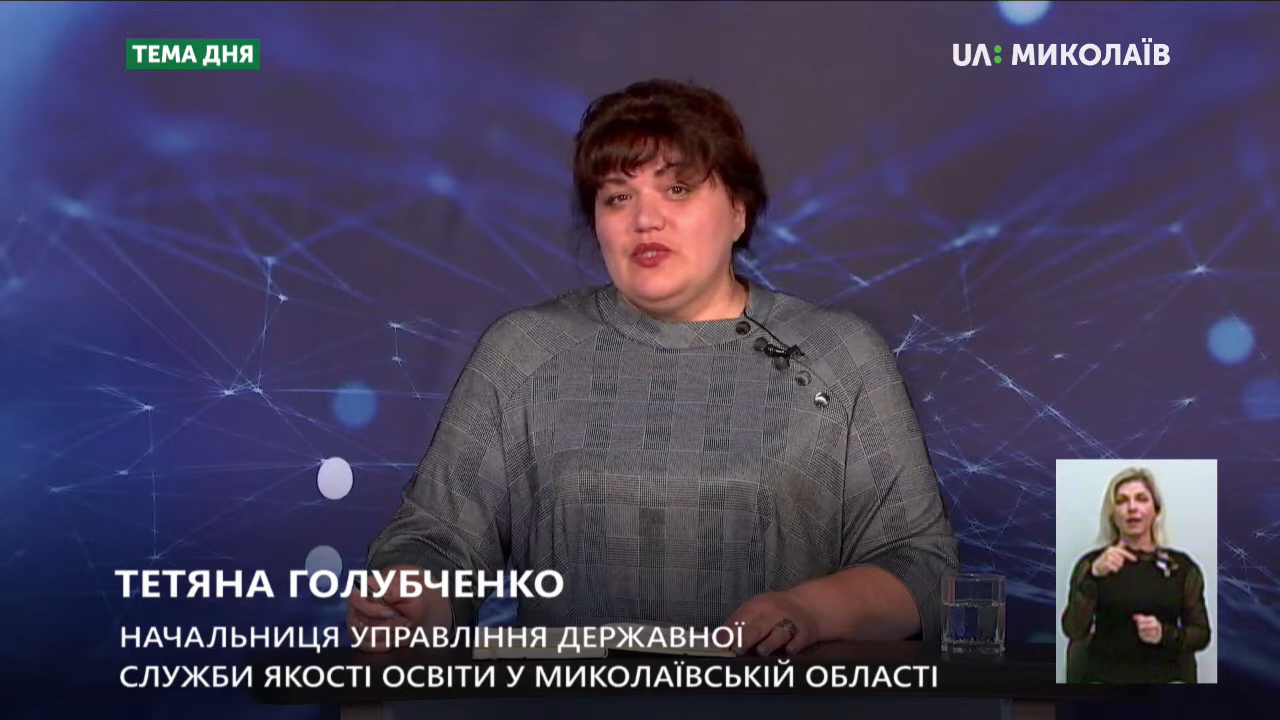 ТЕМА ДНЯ
UA: МИКОЛАЇВ
ТЕТЯНА ГОЛУБЧЕНКО
НАЧАЛЬНИЦЯ УПРАВЛІННЯ ДЕРЖАВНОЇ
СЛУЖБИ ЯКОСТІ ОСВІТИ У МИКОЛАЇВСЬКІЙ ОБЛАСТІ